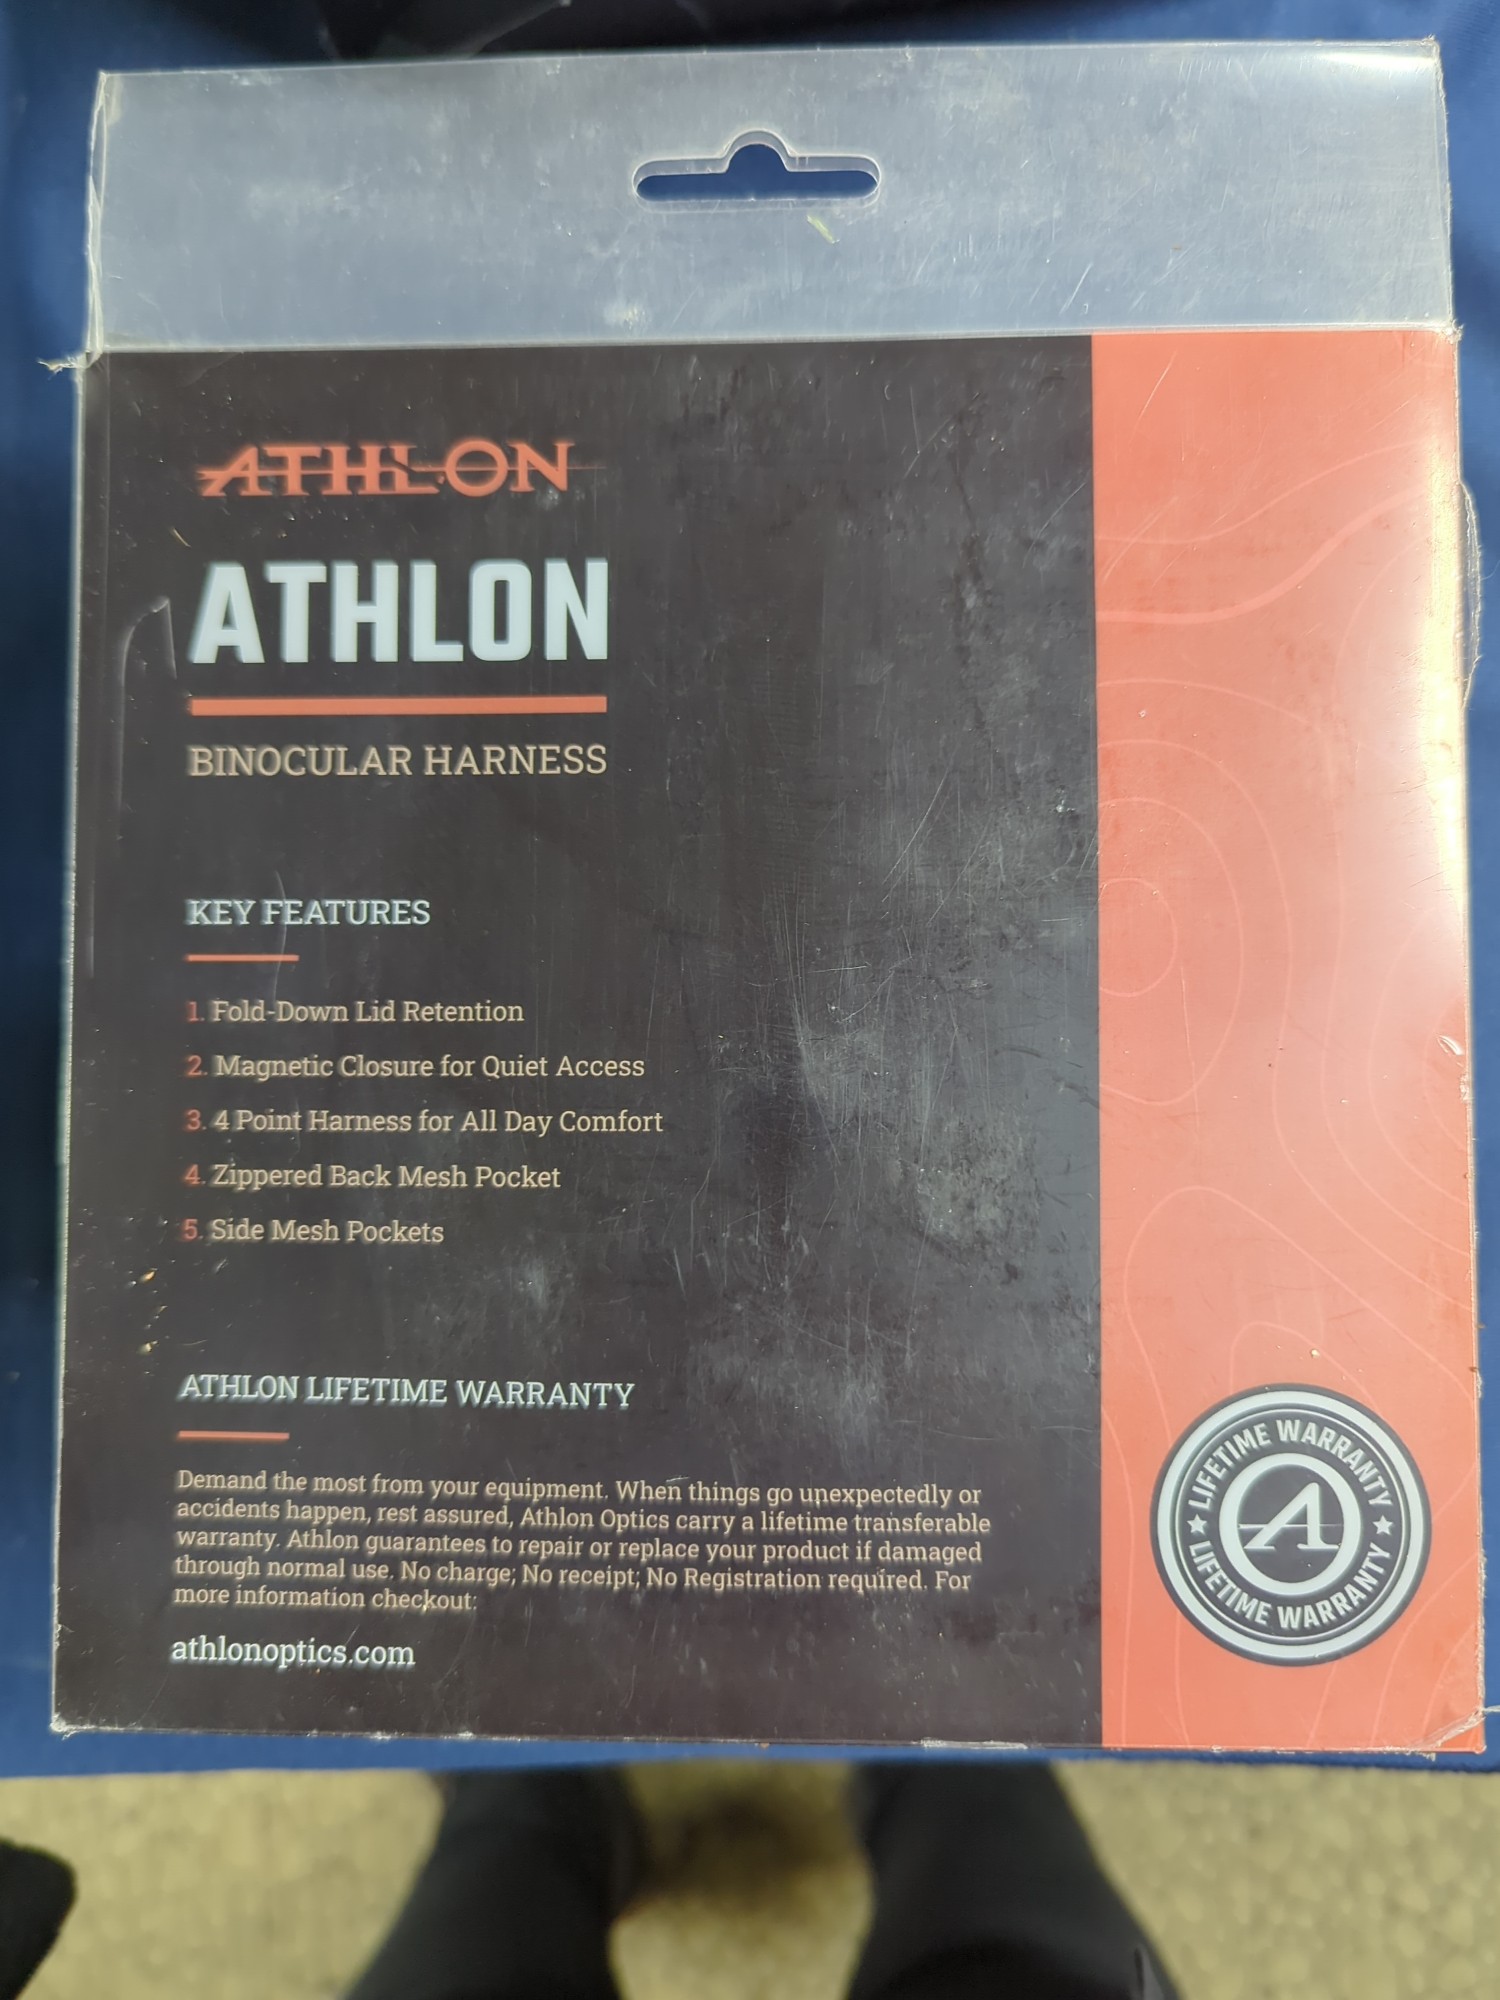 ATHLON
ATHLON
BINOCULAR HARNESS
KEY FEATURES
1. Fold-Down Lid Retention
2. Magnetic Closure for Quiet Access
3. 4 Point Harness for All Day Comfort
4. Zippered Back Mesh Pocket
5. Side Mesh Pockets
ATHLON LIFETIME WARRANTY
Demand the most from your equipment. When things go unexpectedly or
accidents happen, rest assured, Athlon Optics carry a lifetime transferable
warranty. Athlon guarantees to repair or replace your product if damaged
through normal use. No charge; No receipt; No Registration required. For
more information checkout:
athlonoptics.com
LIFETIME WARRANTY
A
LIFETIME WARRANTY